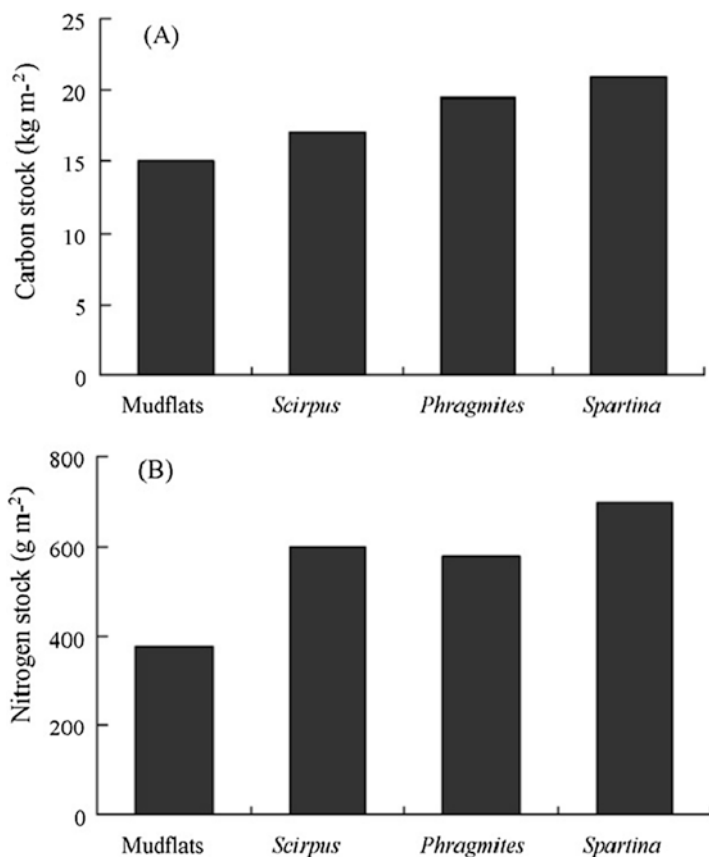 (A)
Carbon stock (kg m-²)
25
20
15
10
5
0
Mudflats Scirpus Phragmites Spartina
(B)
Nitrogen stock (g m-²)
800
600
400
200
0
Mudflats Scirpus Phragmites Spartina